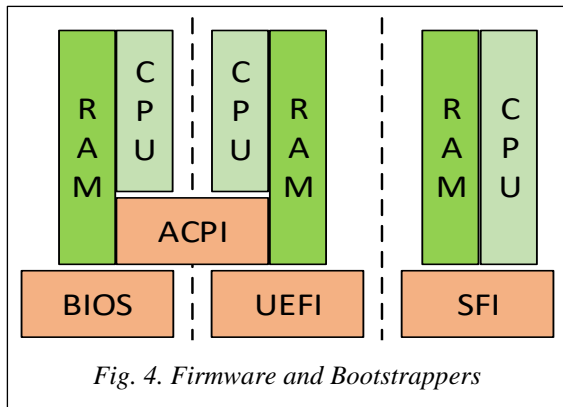 RAM
CPU
CPU
RAM
RAM
CPU
ACPI
BIOS
UEFI
SFI
Fig. 4. Firmware and Bootstrappers